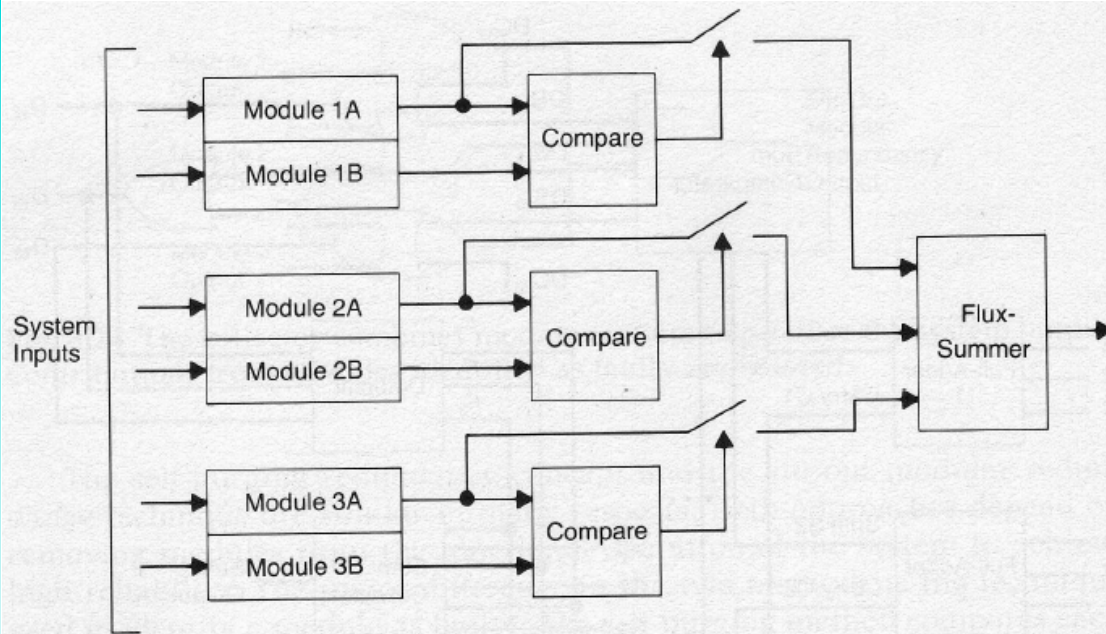 System
Inputs
Module 1A
Module 1B
Compare
Module 2A
Module 2B
Compare
Module 3A
Module 3B
Compare
Flux-
Summer